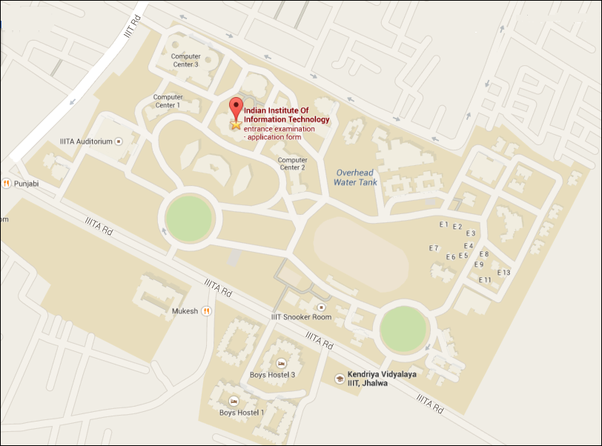 IIIT Rd
Computer
Center 3
Computer
Center 1
Indian Institute Of
Information Technology
entrance examination
- application form
IIITA Auditorium
Computer
Center 2
Overhead
Water Tank
Punjabi
om
IIITA Rd
E 1
E 2
E 3
E 7
E 4
E 6
E 5
E 8
E 9
E 13
E 11
IIITA Rd
Mukesh
IIIT Snooker Room
IIITA Rd
Boys Hostel 3
Kendriya Vidyalaya
IIIT, Jhalwa
Boys Hostel 1
IIITA Rd